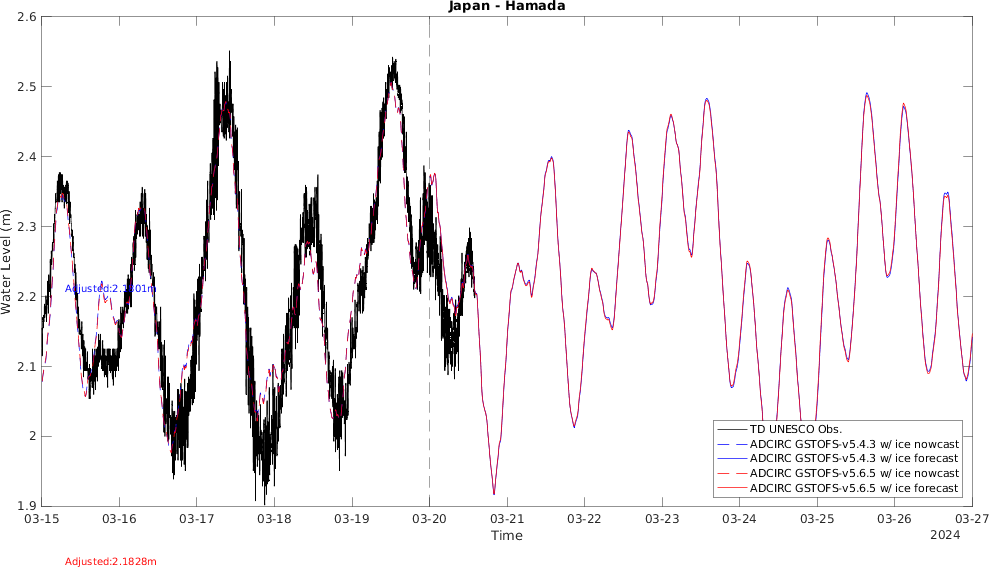 Japan - Hamada
2.6
2.5
2.4
2.3
2.2
2.1
2
1.9
Water Level (m)
03-15 03-16 03-17 03-18 03-19 03-20 03-21 03-22 03-23 03-24 03-25 03-26 03-27
Time
2024
TD UNESCO Obs.
ADCIRC GSTOFS-v5.4.3 w/ ice nowcast
ADCIRC GSTOFS-v5.4.3 w/ ice forecast
ADCIRC GSTOFS-v5.6.5 w/ ice nowcast
ADCIRC GSTOFS-v5.6.5 w/ ice forecast
Adjusted:2.1828m